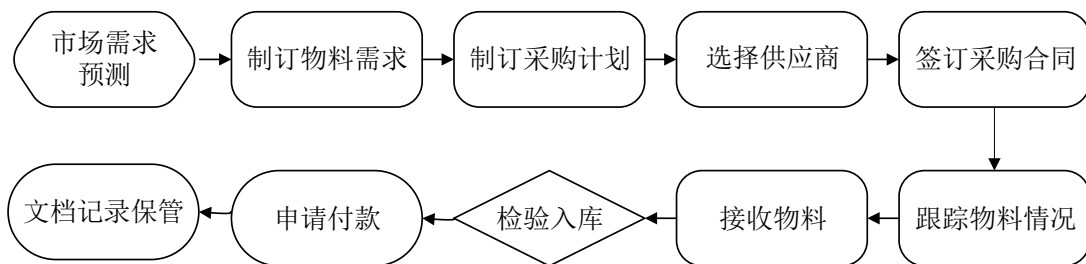 市场需求
预测
制订物料需求
制订采购计划
选择供应商
签订采购合同
跟踪物料情况
接收物料
检验入库
申请付款
文档记录保管